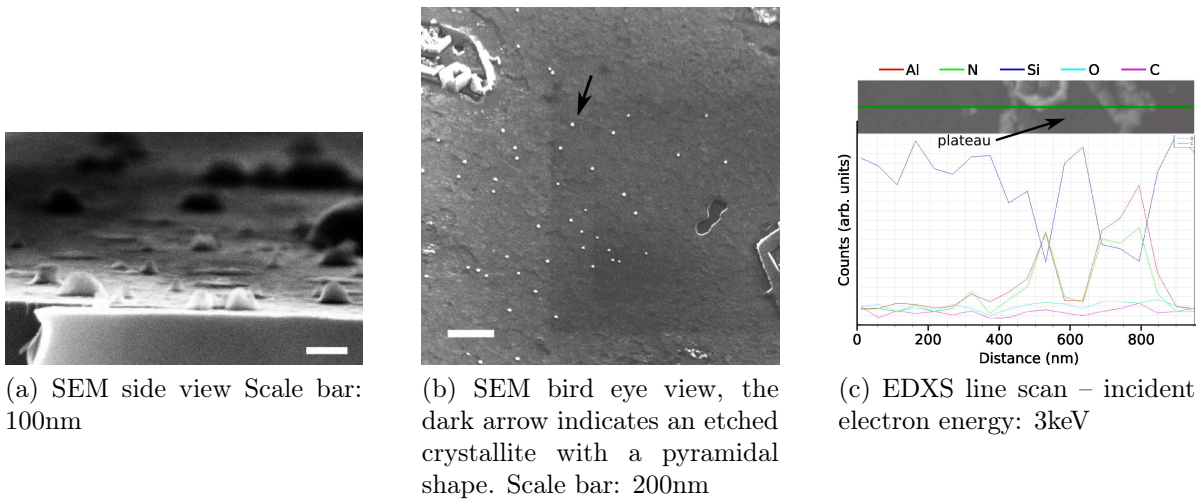 Al N Si O C
plateau
Counts (arb. units)
0 200 400 600 800
Distance (nm)
(a) SEM side view Scale bar:
100nm
(b) SEM bird eye view, the
dark arrow indicates an etched
crystallite with a pyramidal
shape. Scale bar: 200nm
(c) EDXS line scan – incident
electron energy: 3keV